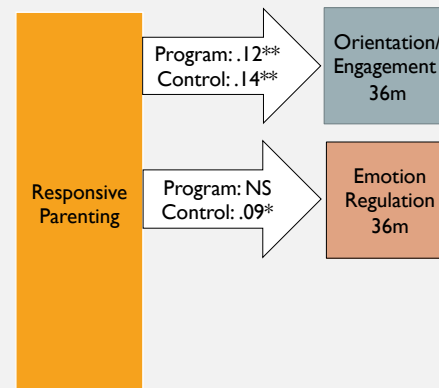 Responsive
Parenting
Program: .12**
Control: .14**
Orientation/
Engagement
36m
Program: NS
Control: .09*
Emotion
Regulation
36m